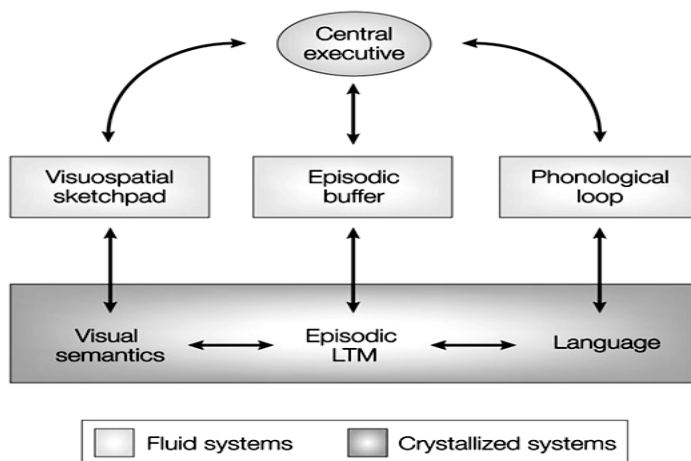 Central
executive
Visuospatial
sketchpad
Episodic
buffer
Phonological
loop
Visual
semantics
Episodic
LTM
Language
Fluid systems
Crystallized systems